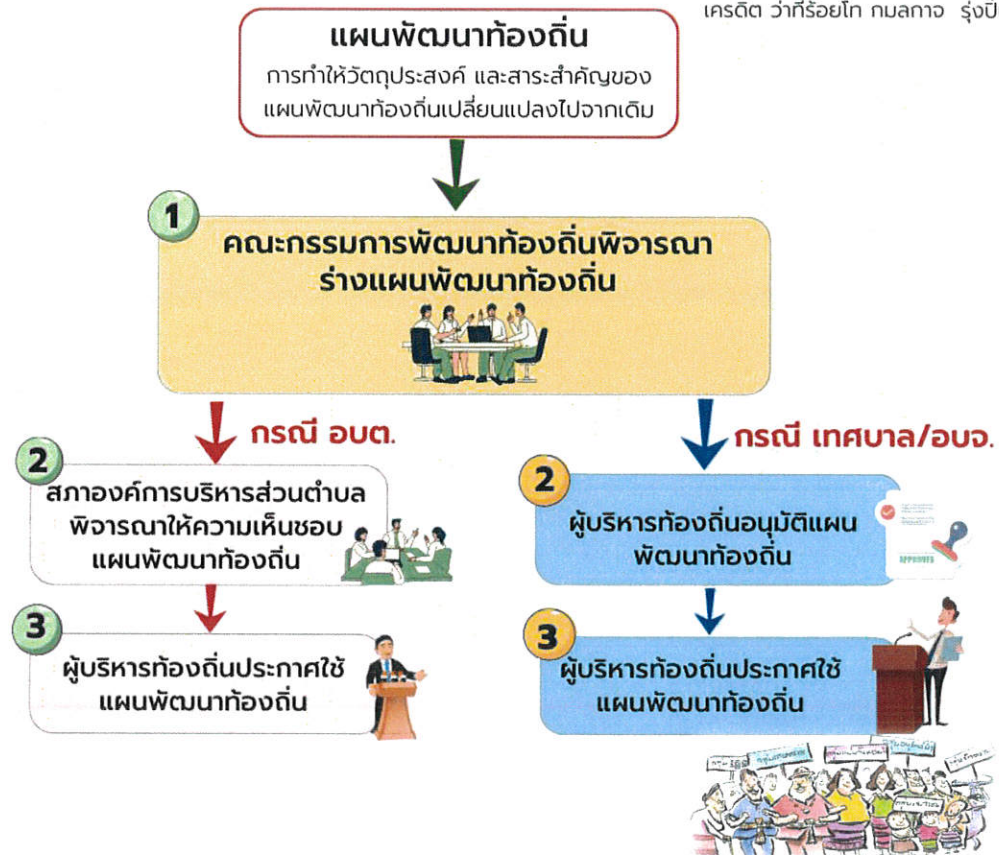 เครดิต ว่าที่ร้อยโท กมลกาจ รุ่งปิ
แผนพัฒนาท้องถิ่น
การทำให้วัตถุประสงค์ และสาระสำคัญของ
แผนพัฒนาท้องถิ่นเปลี่ยนแปลงไปจากเดิม
1
คณะกรรมการพัฒนาท้องถิ่นพิจารณา
ร่างแผนพัฒนาท้องถิ่น
กรณี อบต.
2
สภาองค์การบริหารส่วนตำบล
พิจารณาให้ความเห็นชอบ
แผนพัฒนาท้องถิ่น
3
ผู้บริหารท้องถิ่นประกาศใช้
แผนพัฒนาท้องถิ่น
กรณี เทศบาล/อบจ.
2
ผู้บริหารท้องถิ่นอนุมัติแผน
พัฒนาท้องถิ่น
APPROVED
3
ผู้บริหารท้องถิ่นประกาศใช้
แผนพัฒนาท้องถิ่น